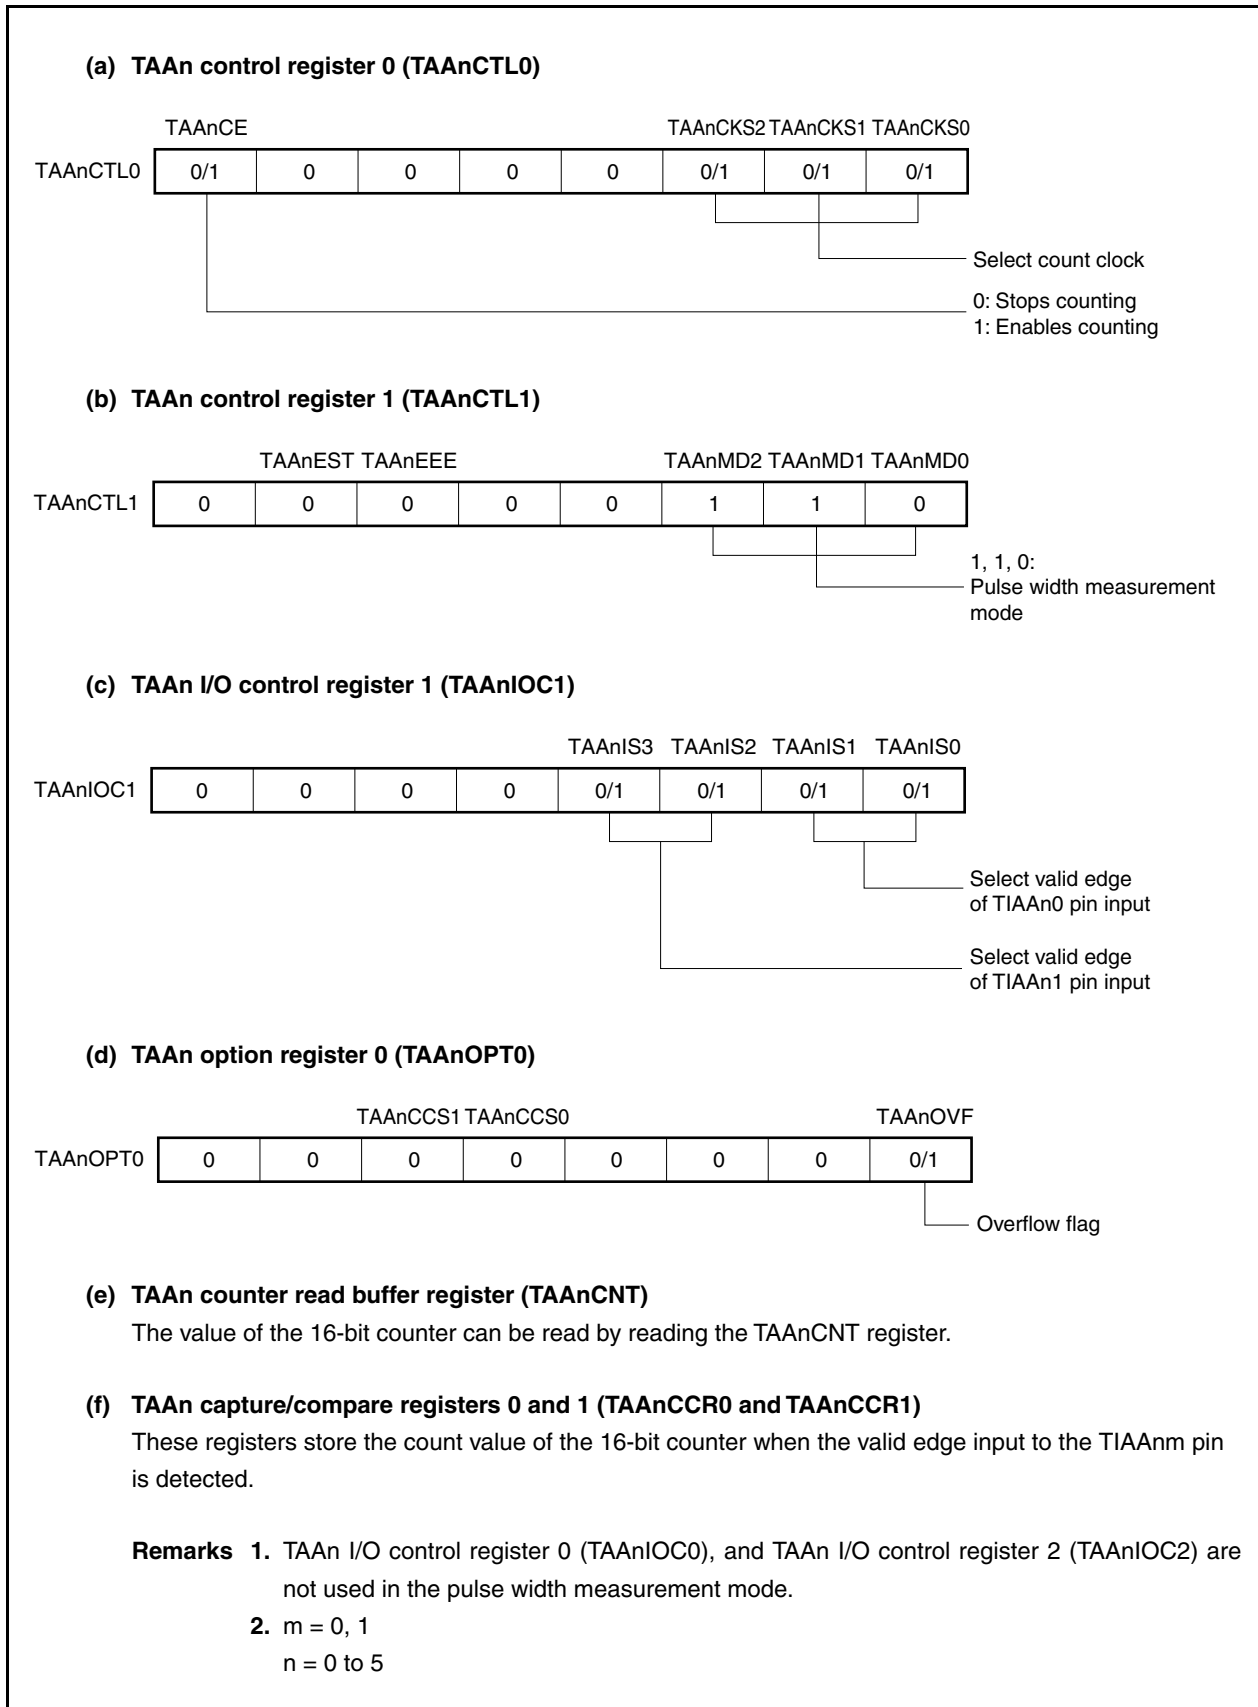 (a) TAAn control register 0 (TAAnCTL0)
TAAnCE TAAnCKS2 TAAnCKS1 TAAnCKS0
TAAnCTL0 0/1 0 0 0 0 0/1 0/1 0/1
Select count clock
0: Stops counting
1: Enables counting
(b) TAAn control register 1 (TAAnCTL1)
TAAnEST TAAnEEE TAAnMD2 TAAnMD1 TAAnMD0
TAAnCTL1 0 0 0 0 0 1 1 0
1, 1, 0:
Pulse width measurement
mode
(c) TAAn I/O control register 1 (TAAnIOC1)
TAAnIS3 TAAnIS2 TAAnIS1 TAAnIS0
TAAnIOC1 0 0 0 0 0/1 0/1 0/1 0/1
Select valid edge
of TIAAn0 pin input
Select valid edge
of TIAAn1 pin input
(d) TAAn option register 0 (TAAnOPT0)
TAAnCCS1 TAAnCCS0 TAAnOVF
TAAnOPT0 0 0 0 0 0 0 0 0/1
Overflow flag
(e) TAAn counter read buffer register (TAAnCNT)
The value of the 16-bit counter can be read by reading the TAAnCNT register.
(f) TAAn capture/compare registers 0 and 1 (TAAnCCR0 and TAAnCCR1)
These registers store the count value of the 16-bit counter when the valid edge input to the TIAAnm pin
is detected.
Remarks 1. TAAn I/O control register 0 (TAAnIOC0), and TAAn I/O control register 2 (TAAnIOC2) are
not used in the pulse width measurement mode.
2. m = 0, 1
n = 0 to 5